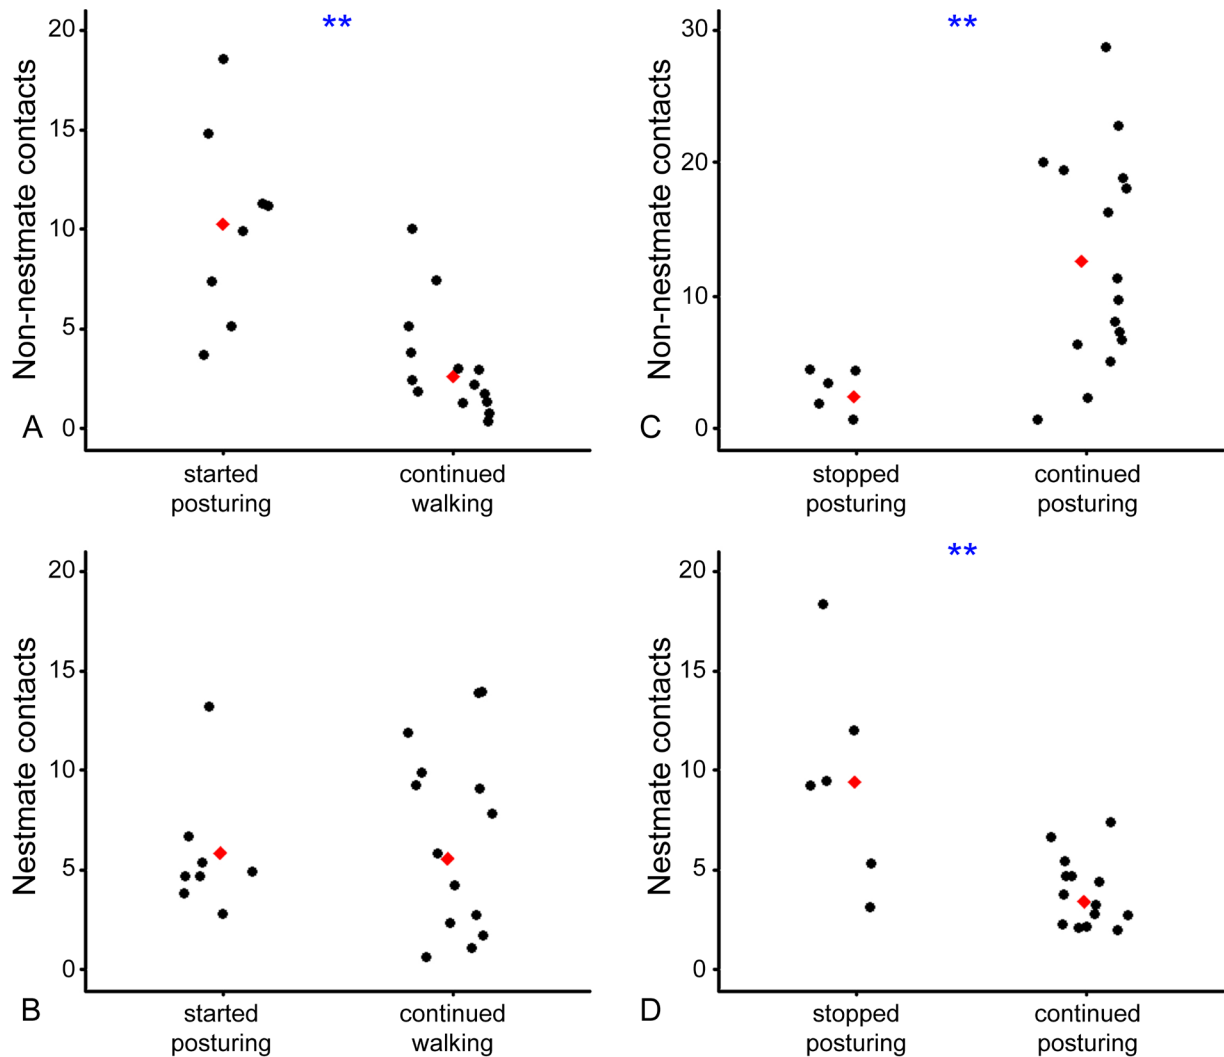 **
20
15
10
5
0
Non-nestmate contacts
A
started
posturing
continued
walking
**
30
20
10
0
Non-nestmate contacts
C
stopped
posturing
continued
posturing
20
15
10
5
0
Nestmate contacts
B
started
posturing
continued
walking
**
20
15
10
5
0
Nestmate contacts
D
stopped
posturing
continued
posturing